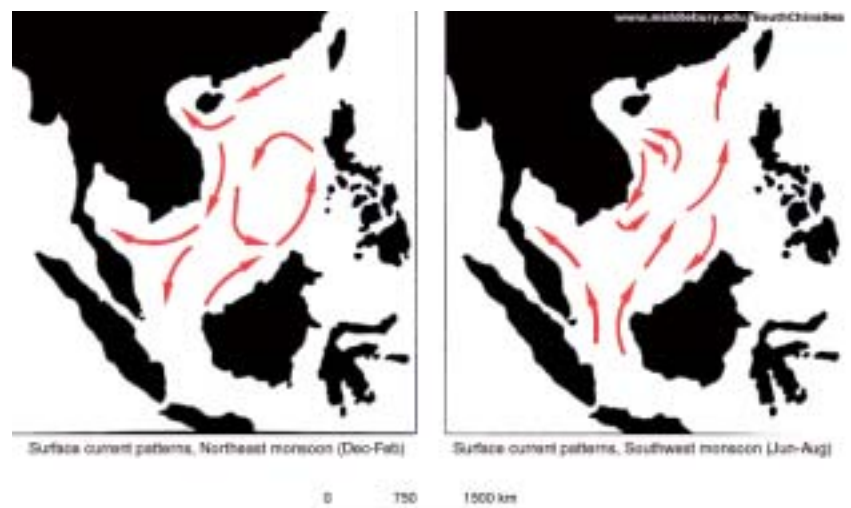 www.middlebury.edu/SouthChinaSea
Surface current patterns, Northeast monsoon (Dec-Feb)
Surface current patterns, Southwest monsoon (Jun-Aug)
0 750 1500 km